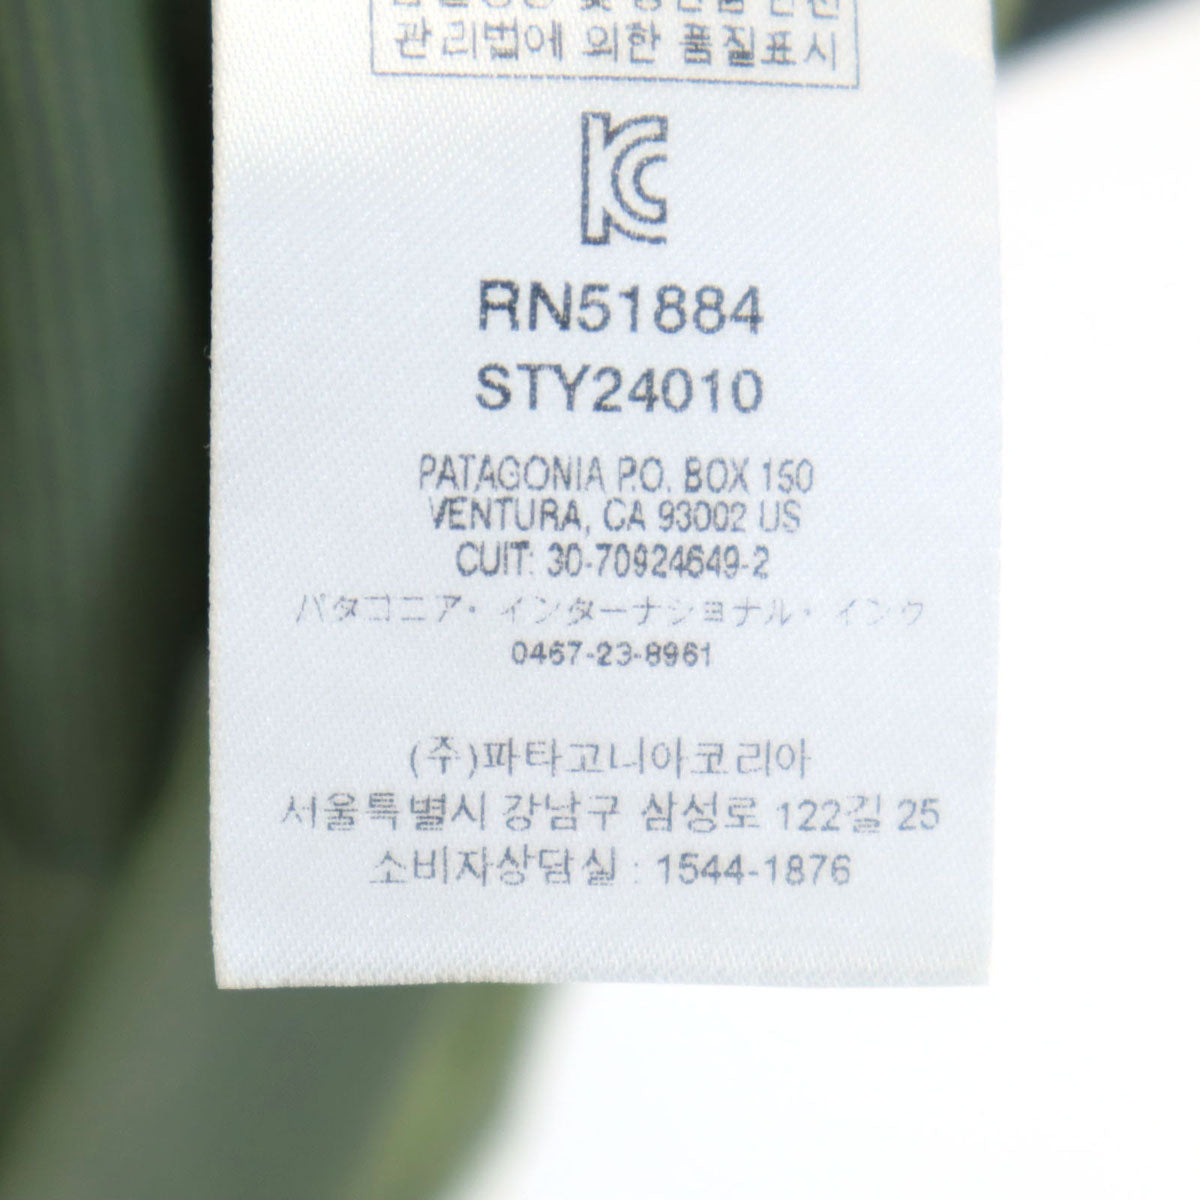 관리법에 의한 품질표시
KC
RN51884
STY24010
PATAGONIA P.O. BOX 150
VENTURA, CA 93002 US
CUIT: 30-70924649-2
パタゴニア・インターナショナル・インク
0467-23-8961
(주)파타고니아코리아
서울특별시 강남구 삼성로 122길 25
소비자상담실 : 1544-1876